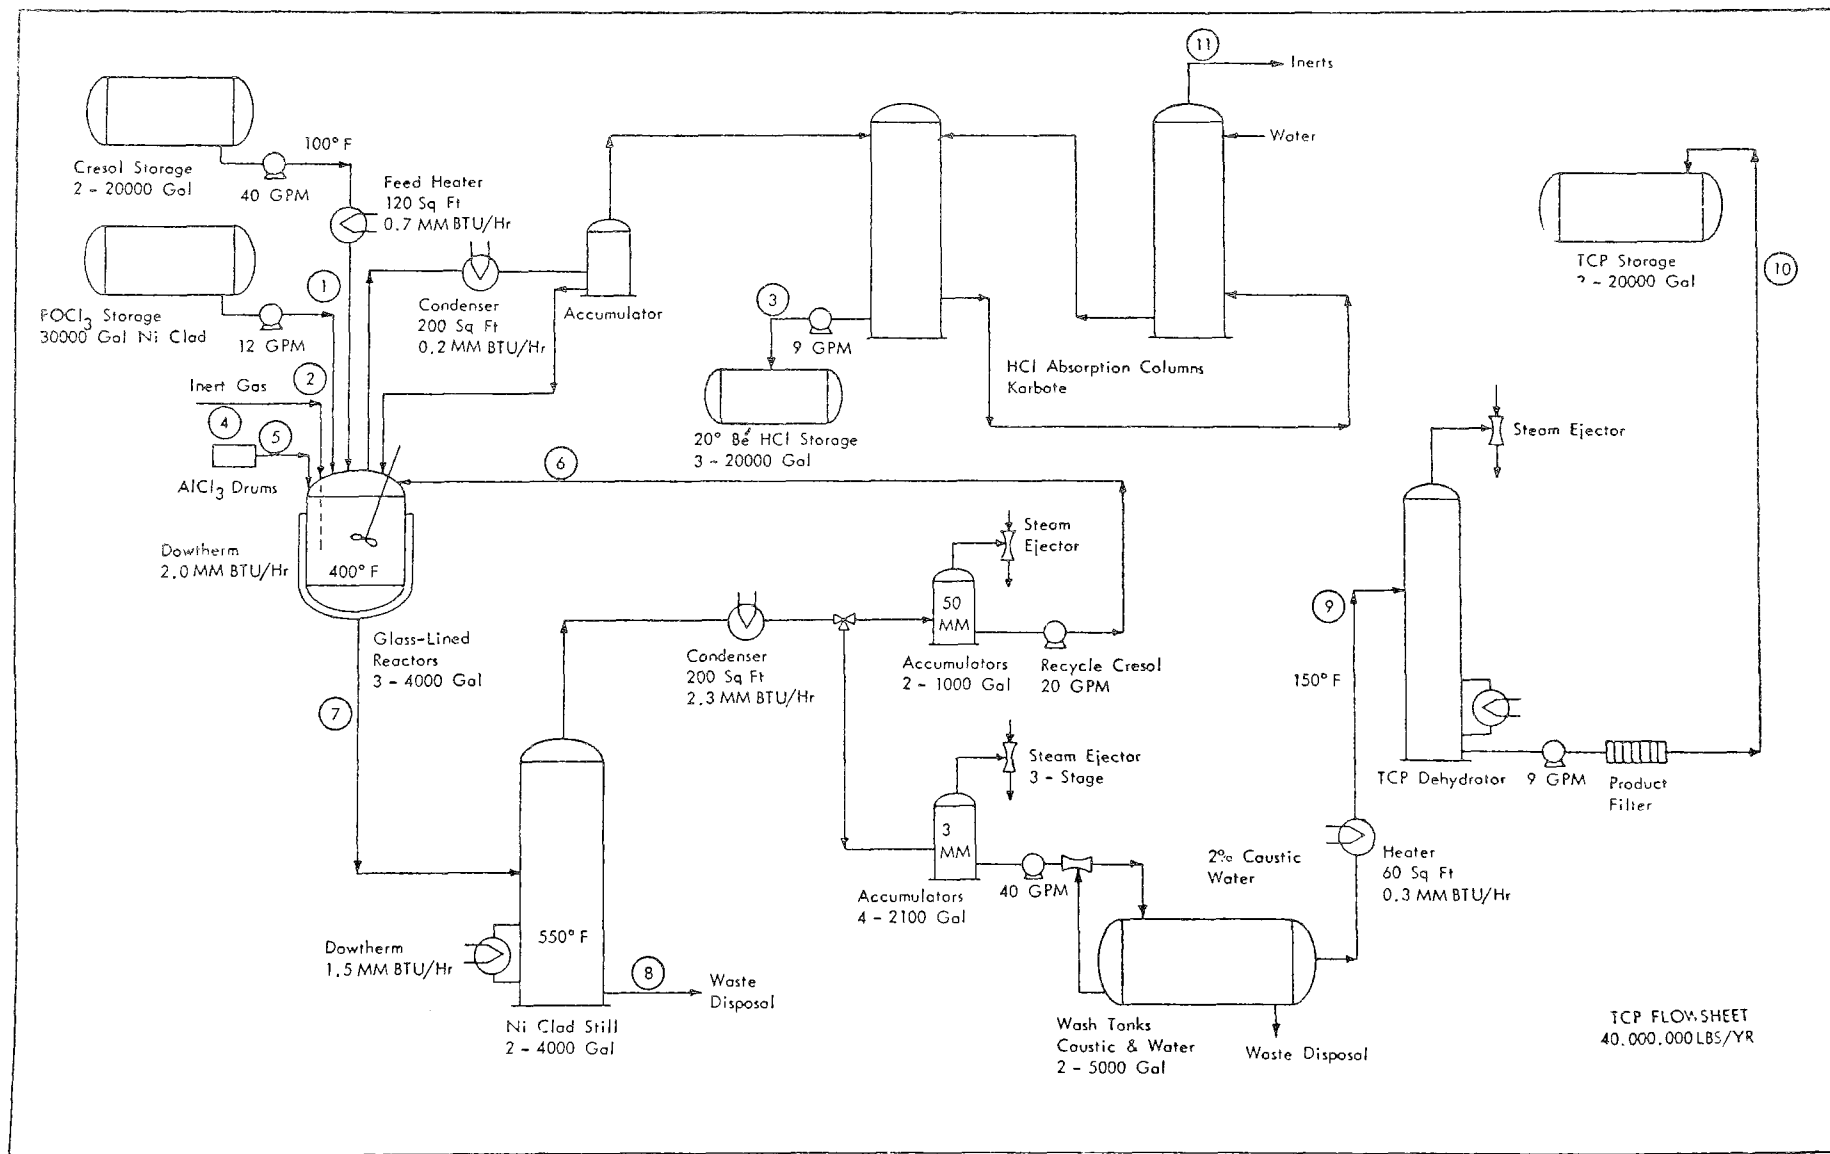 11
Inerts
Water
Cresol Storage
2 - 20000 Gal
100° F
40 GPM
Feed Heater
120 Sq Ft
0.7 MM BTU/Hr
1
POCl3 Storage
30000 Gal Ni Clad
12 GPM
Condenser
200 Sq Ft
0.2 MM BTU/Hr
Accumulator
3
9 GPM
20° Bé HCl Storage
3 - 20000 Gal
HCl Absorption Columns
Karbate
TCP Storage
- 20000 Gal
10
Inert Gas
2
4
5
AlCl3 Drums
6
Dowtherm
2.0 MM BTU/Hr
400° F
Glass-Lined
Reactors
3 - 4000 Gal
7
Steam
Ejector
50
MM
Accumulators
2 - 1000 Gal
Recycle Cresol
20 GPM
Condenser
200 Sq Ft
2.3 MM BTU/Hr
Steam Ejector
3 - Stage
3
MM
Accumulators
4 - 2100 Gal
40 GPM
Steam Ejector
9
150° F
TCP Dehydrator
9 GPM
Product
Filter
2% Caustic
Water
Heater
60 Sq Ft
0.3 MM BTU/Hr
Dowtherm
1.5 MM BTU/Hr
550° F
8
Waste
Disposal
Ni Clad Still
2 - 4000 Gal
Wash Tanks
Caustic & Water
2 - 5000 Gal
Waste Disposal
TCP FLOWSHEET
40,000,000 LBS/YR